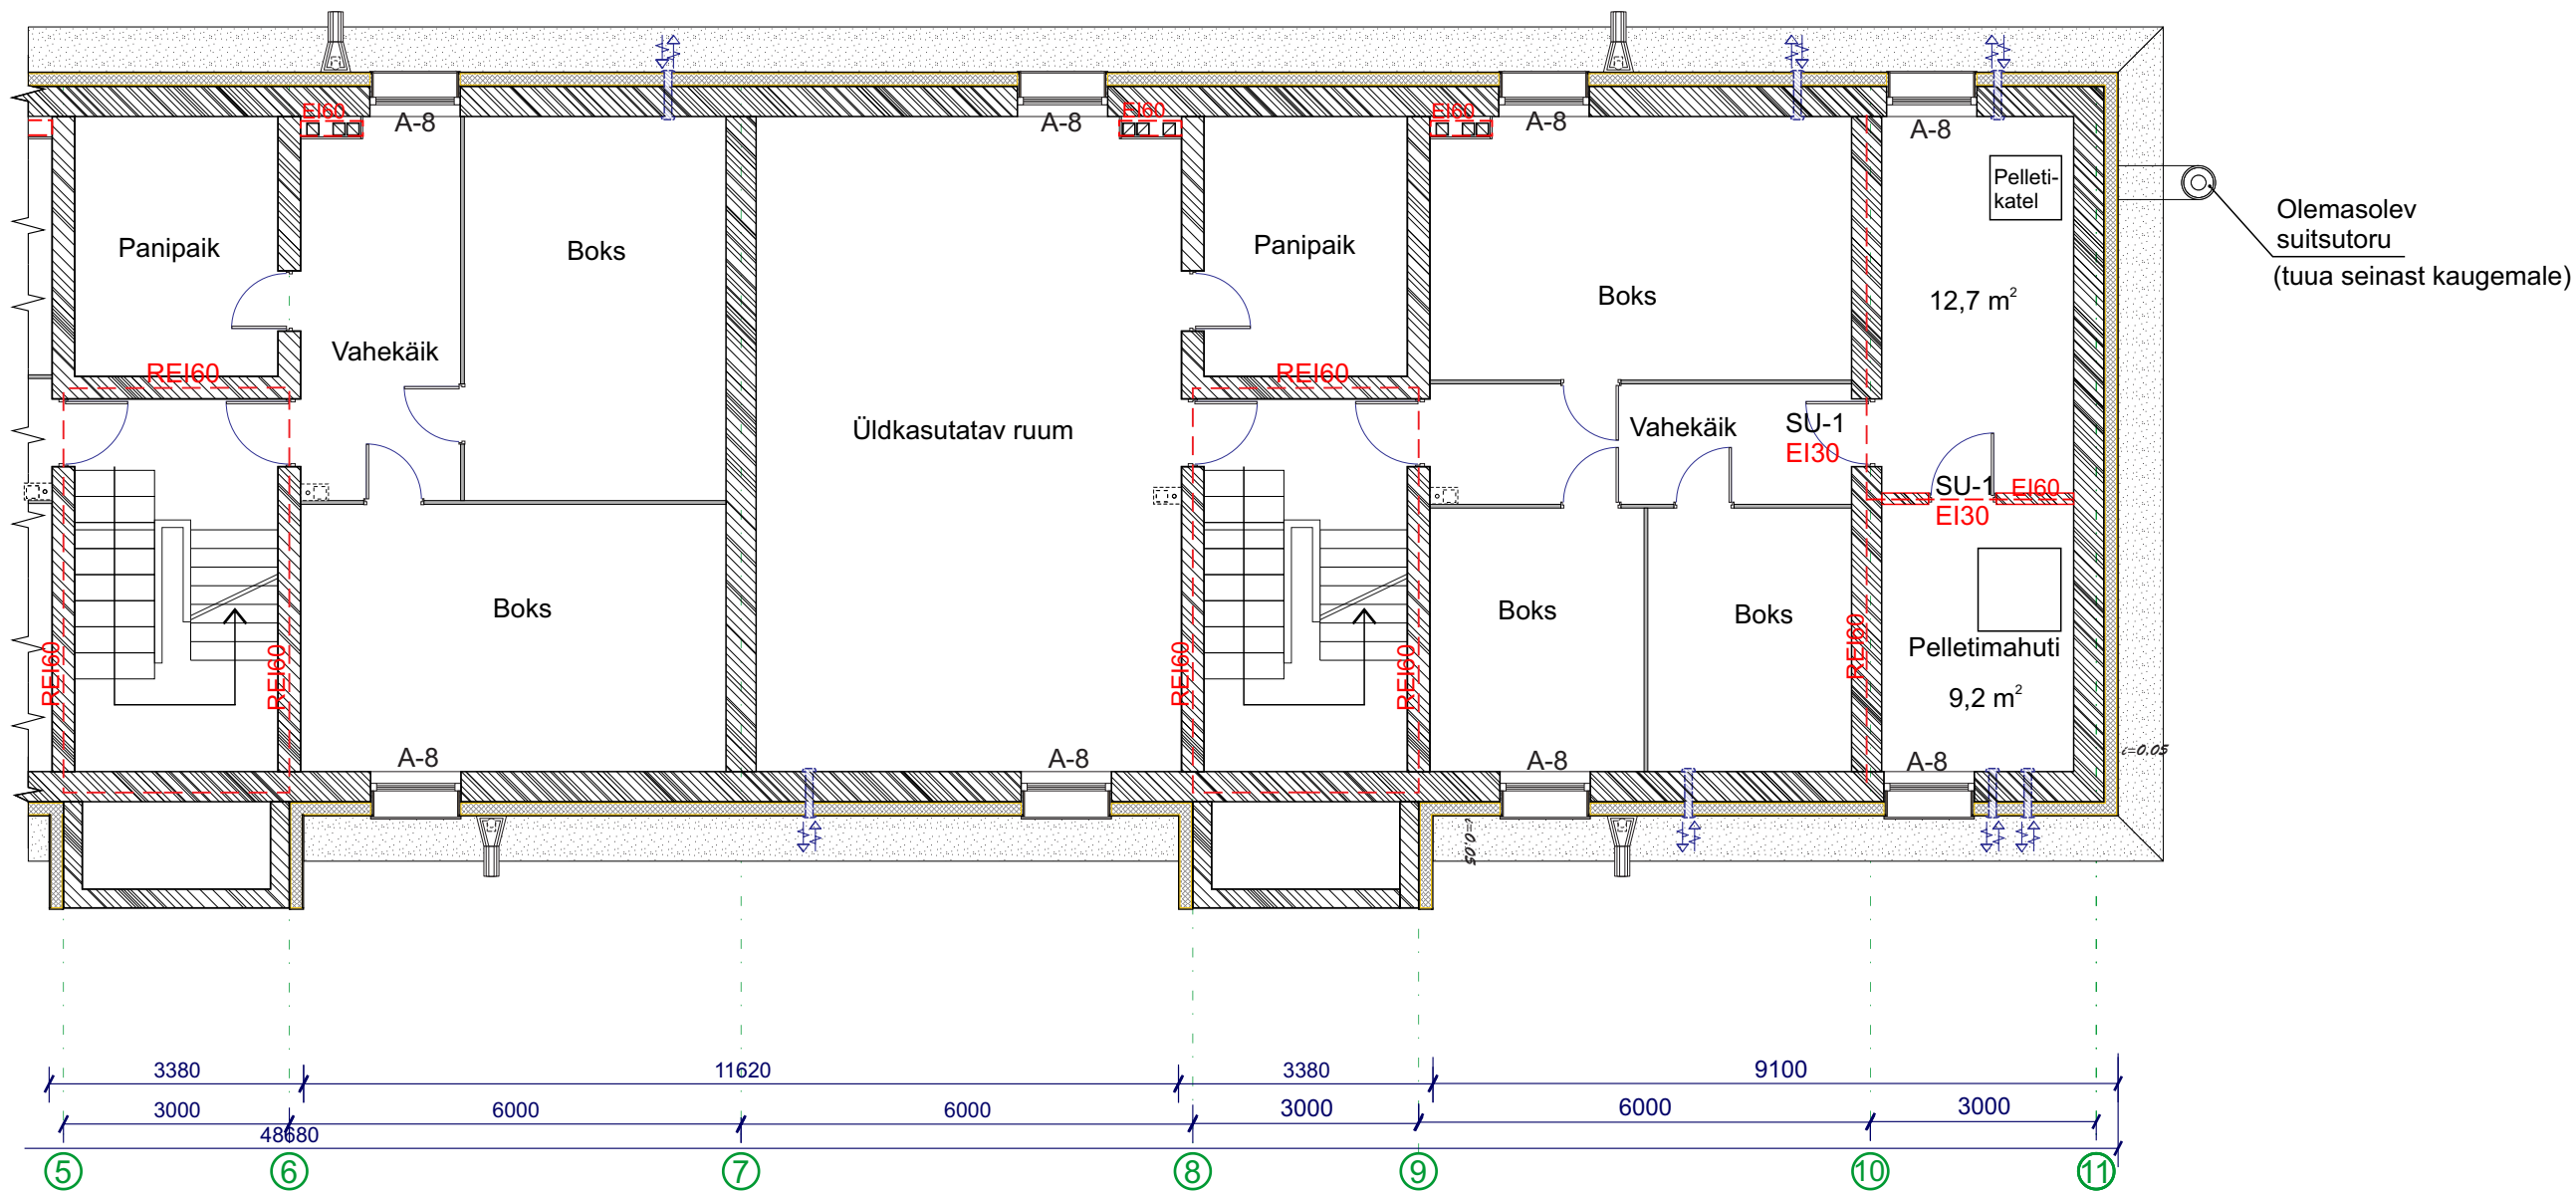 EI60
A-8
A-8
EI60
EI60
A-8
A-8
Pelleti-
katel
Olemasolev
suitsutoru
(tuua seinast kaugemale)
Panipaik
Boks
Panipaik
Boks
12,7 m²
Vahekäik
REI60
REI60
Üldkasutatav ruum
Vahekäik
SU-1
EI30
SU-1
EI60
EI30
Boks
Boks
Boks
Pelletimahuti
9,2 m²
REI60
REI60
REI60
REI60
REI60
A-8
A-8
A-8
A-8
i=0.05
i=0.05
3380
11620
3380
9100
3000
6000
6000
3000
6000
3000
48680
5
6
7
8
9
10
11